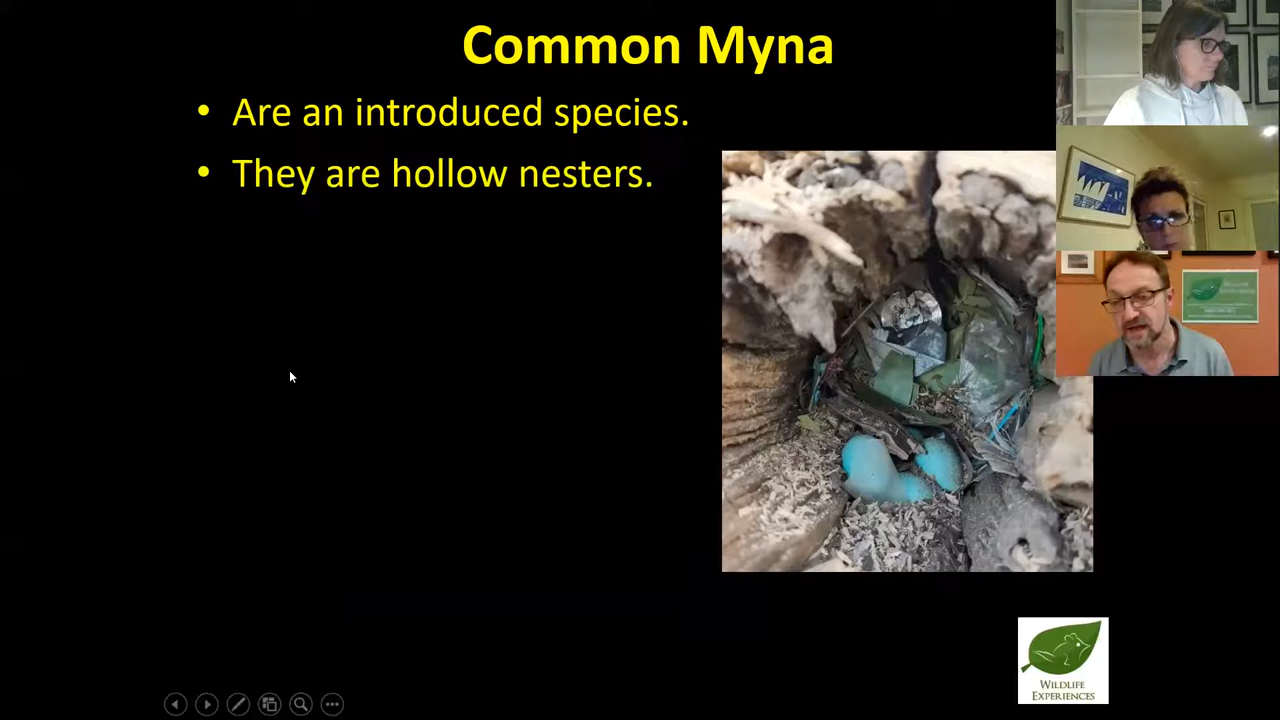 Common Myna
• Are an introduced species.
• They are hollow nesters.
WILDLIFE
EXPERIENCES